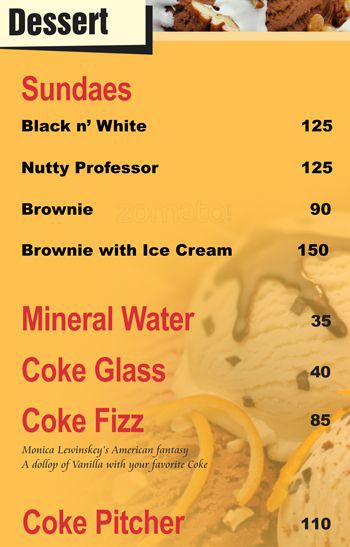 Dessert
Sundaes
Black n' White 125
Nutty Professor 125
zomato!
Brownie 90
Brownie with Ice Cream 150
Mineral Water 35
Coke Glass 40
Coke Fizz 85
Monica Lewinskey's American fantasy
A dollop of Vanilla with your favorite Coke
Coke Pitcher 110